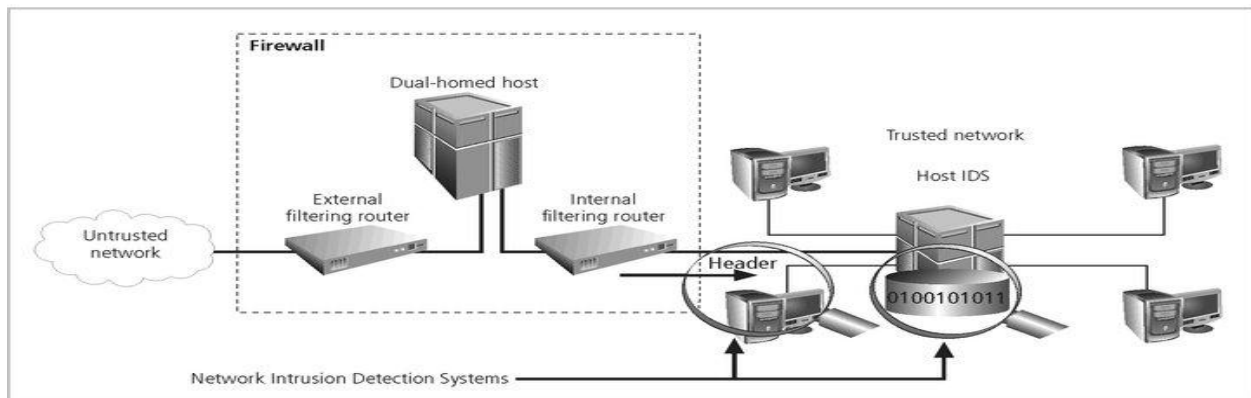 Firewall
Dual-homed host
External
filtering router
Internal
filtering router
Untrusted
network
Trusted network
Host IDS
Header
0100101011
Network Intrusion Detection Systems